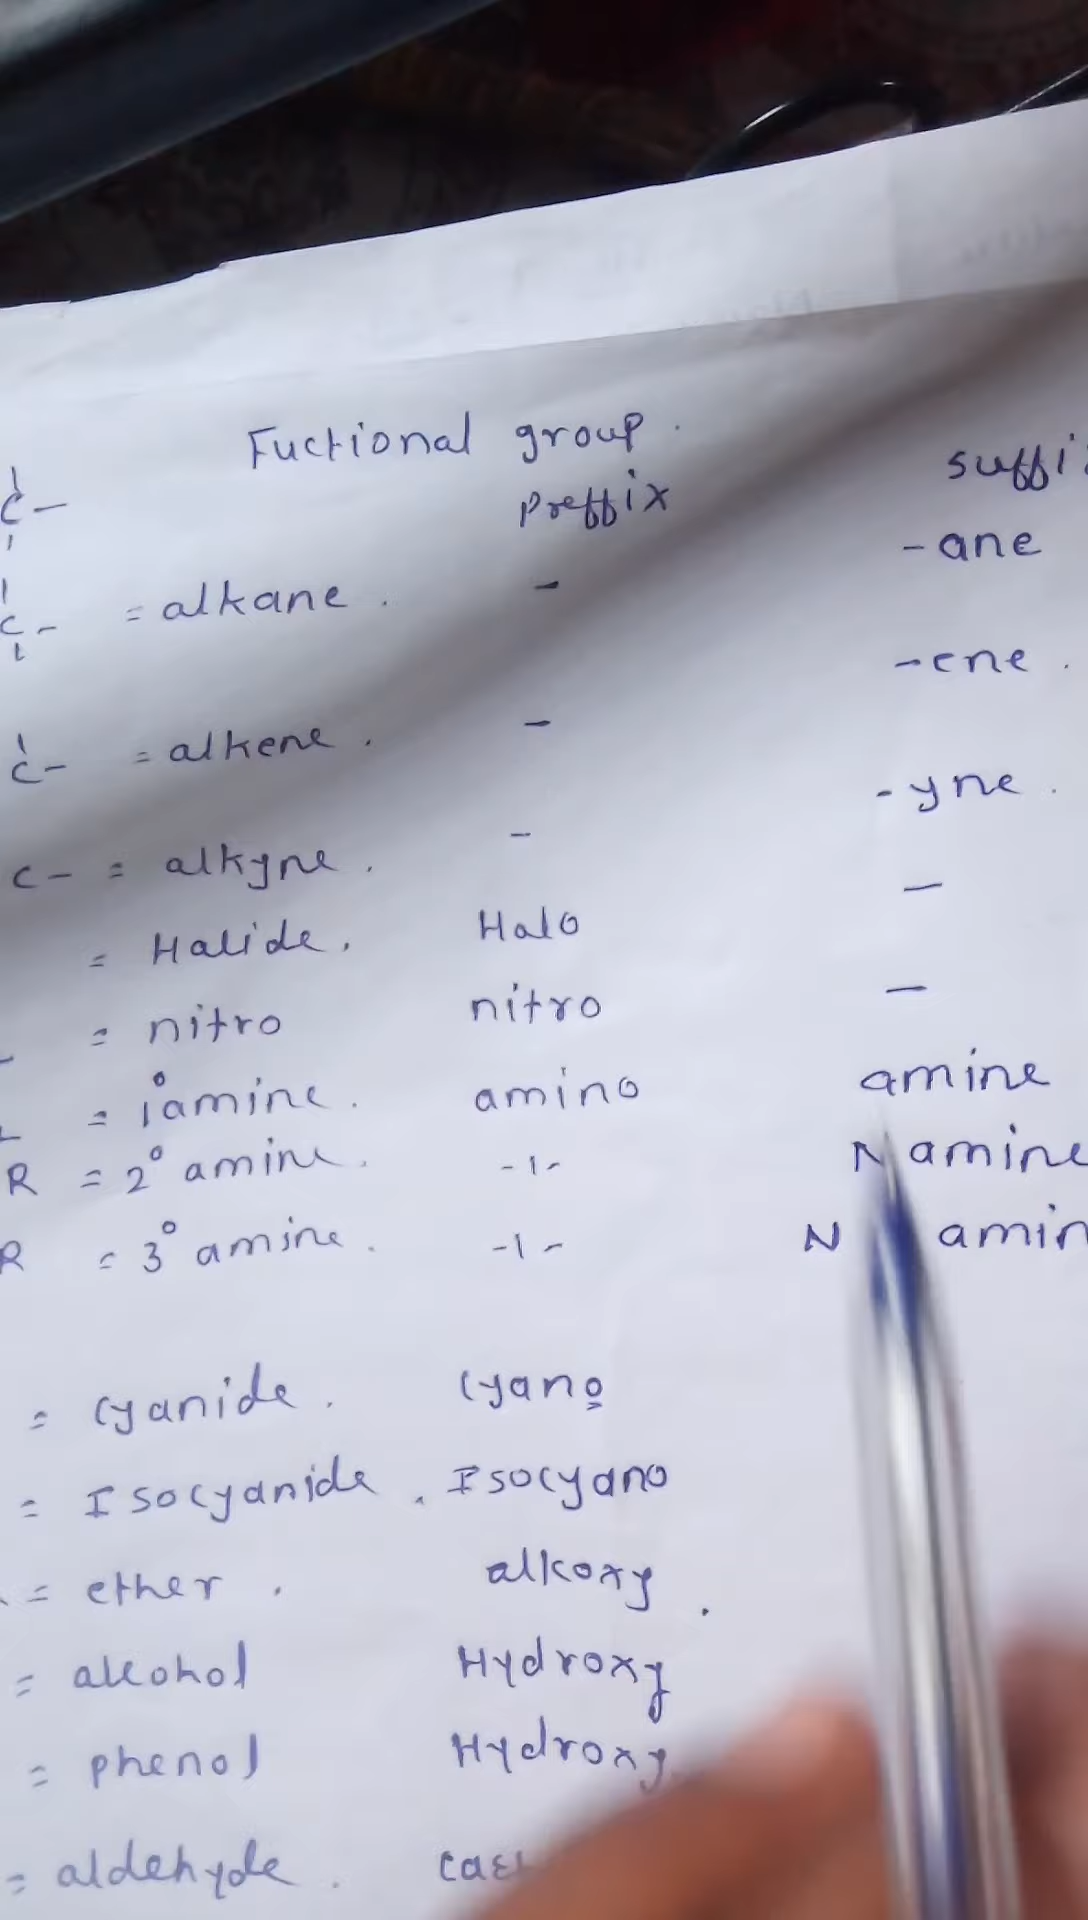 Fuctional group.
C- preffix suffi
C- = alkane. - -ane
C- = alkene. - -ene.
C- = alkyne. - -yne.
= Halide. Halo -
= nitro nitro -
= 1° amine. amino amine
R = 2° amine. -1- N amine
R = 3° amine. -1- N amin
= cyanide. cyano
= Isocyanide. Isocyano
= ether. alkoxy.
= alcohol Hydroxy
= phenol Hydroxy
= aldehyde.